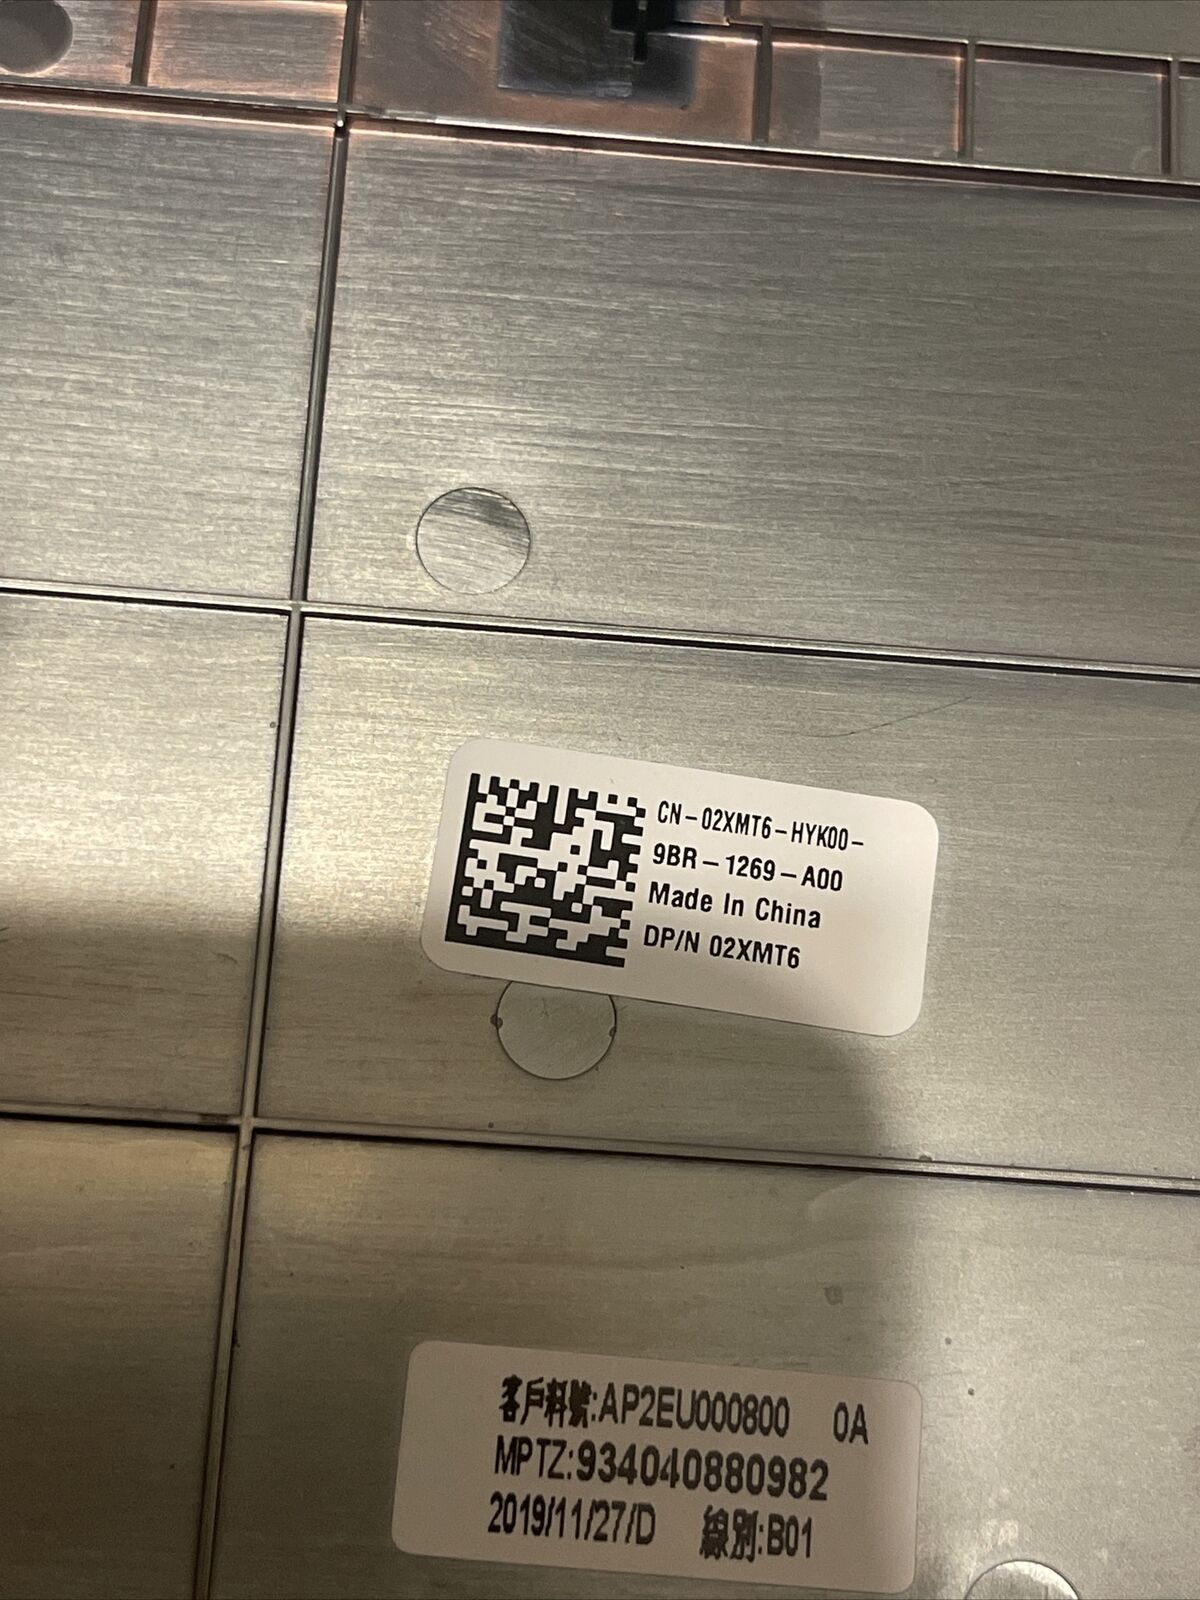 CN-02XMT6-HYK00-
9BR-1269-A00
Made In China
DP/N 02XMT6
客戶料號:AP2EU000800 0A
MPTZ:934040880982
2019/11/27/D 線別:B01